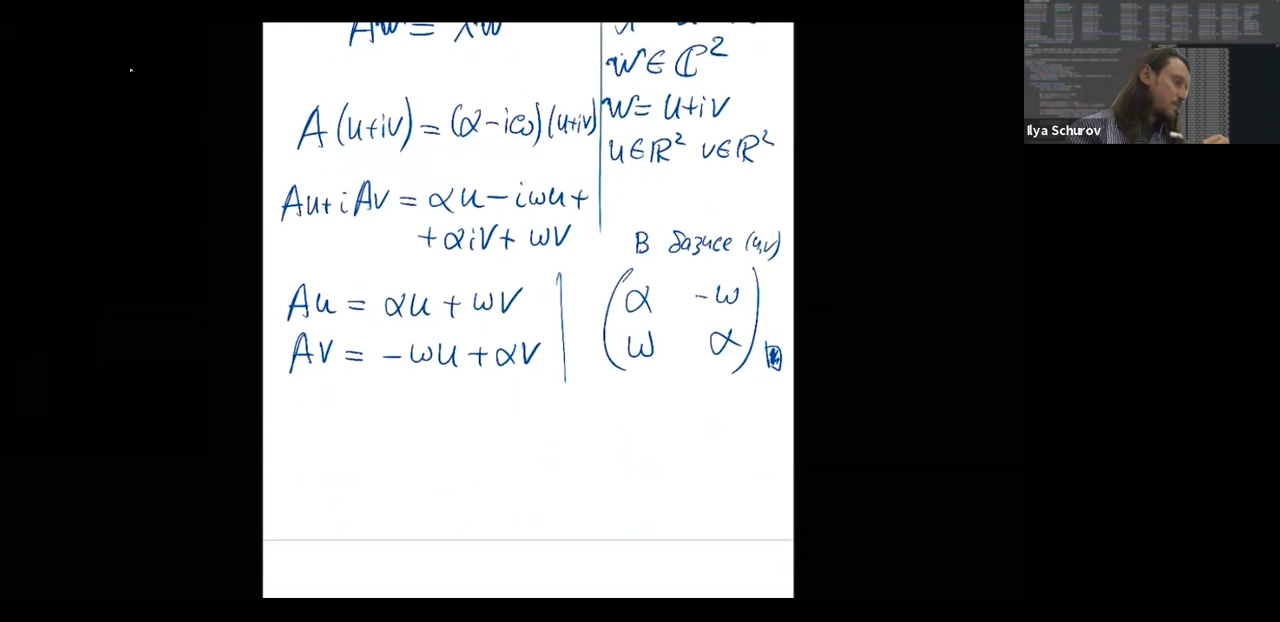 Aw = λw
w ∈ ℂ²
A(u+iv) = (α-iω)(u+iv)
w = u+iv
u∈ℝ² v∈ℝ²
Au+iAv = αu - iωu +
+ αiv + ωv
В базисе (u,v)
Au = αu + ωv
Av = -ωu + αv
α -ω
ω α
Ilya Schurov